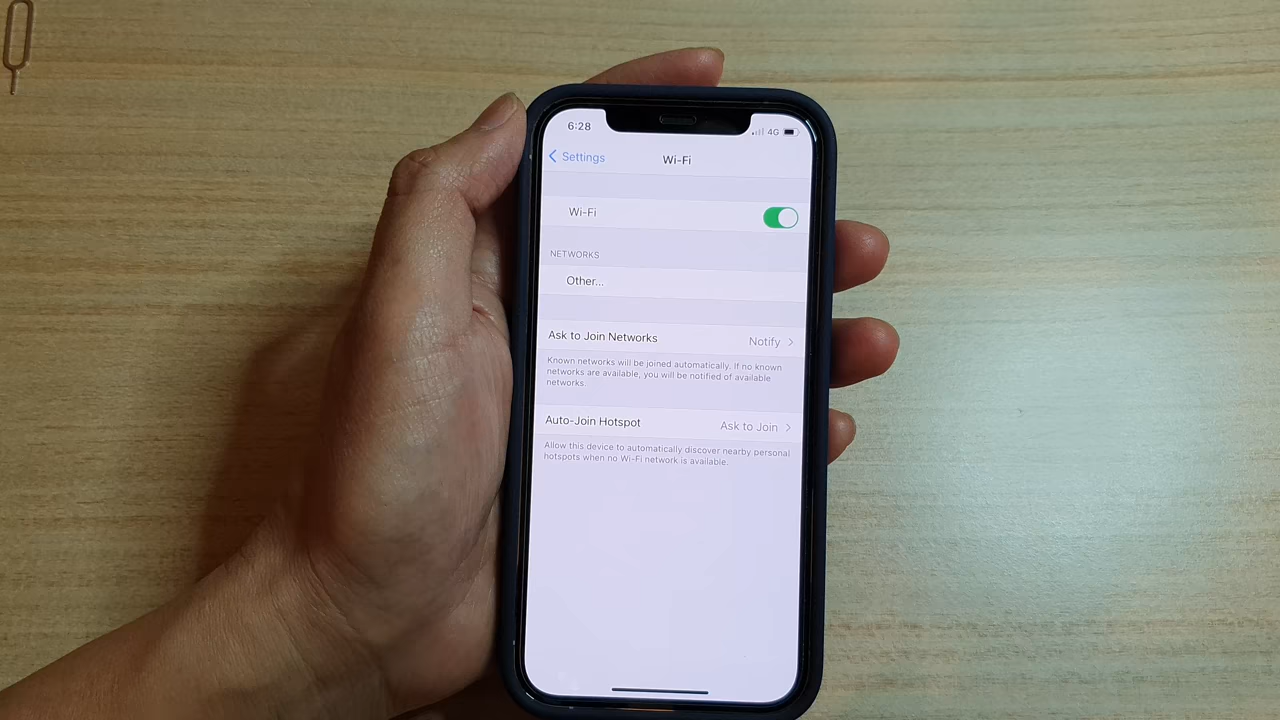 6:28
4G
Settings
Wi-Fi
Wi-Fi
NETWORKS
Other...
Ask to Join Networks Notify
Known networks will be joined automatically. If no known
networks are available, you will be notified of available
networks.
Auto-Join Hotspot Ask to Join
Allow this device to automatically discover nearby personal
hotspots when no Wi-Fi network is available.